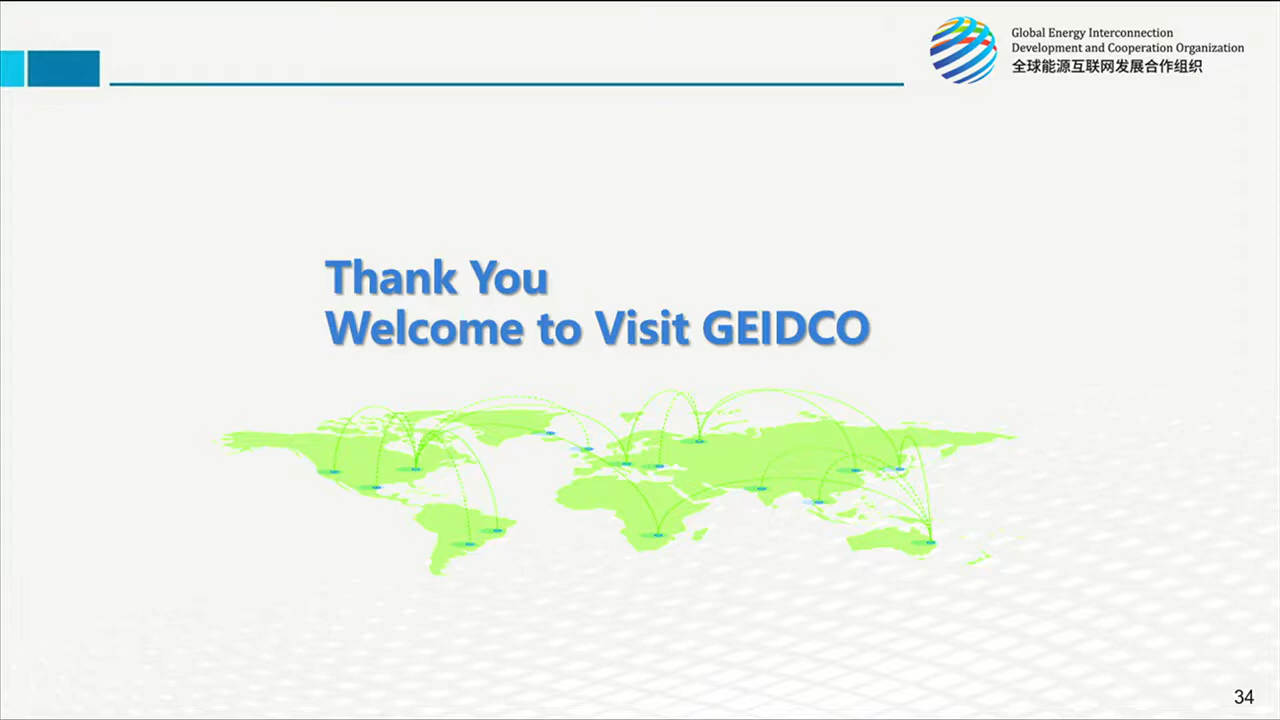 Global Energy Interconnection
Development and Cooperation Organization
全球能源互联网发展合作组织
Thank You
Welcome to Visit GEIDCO
34